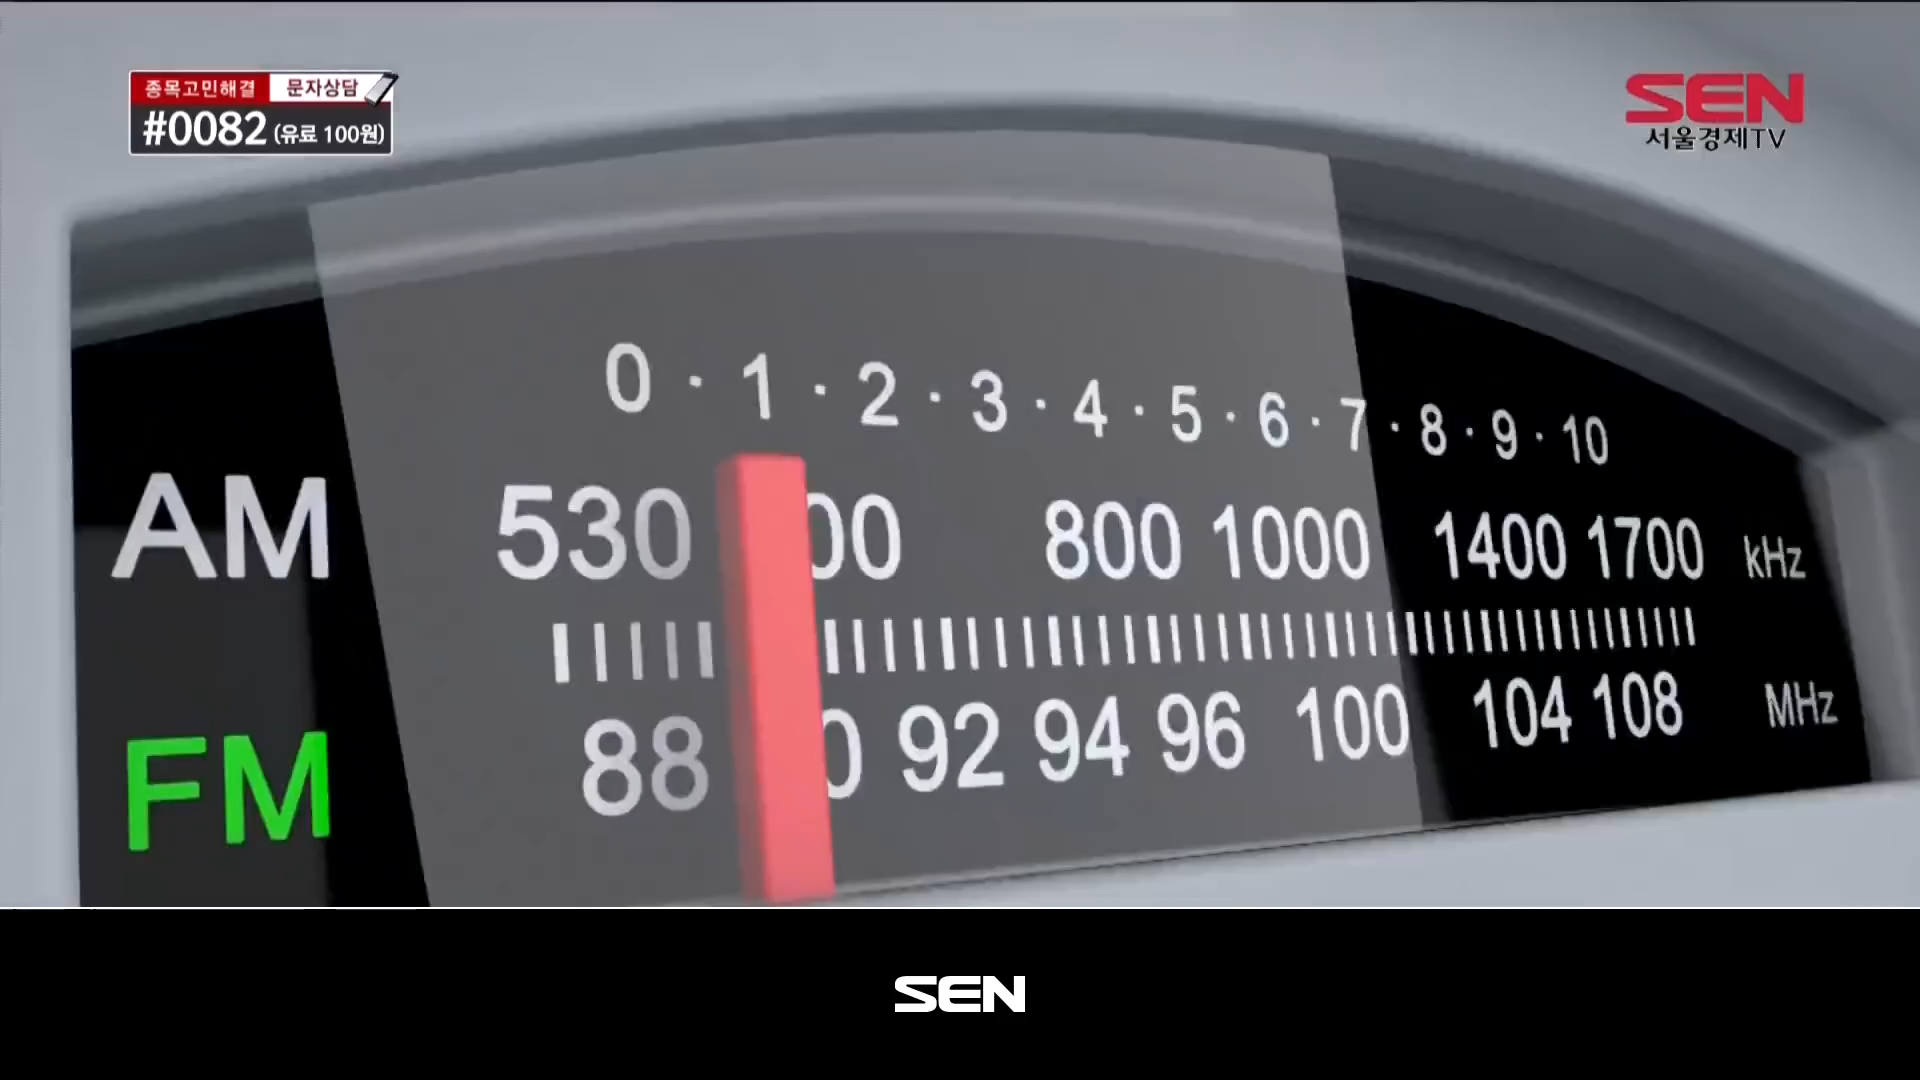 종목고민해결 문자상담
#0082 (유료 100원)
SEN
서울경제TV
0 · 1 · 2 · 3 · 4 · 5 · 6 · 7 · 8 · 9 · 10
AM 530 00 800 1000 1400 1700 kHz
FM 88 0 92 94 96 100 104 108 MHz
SEN